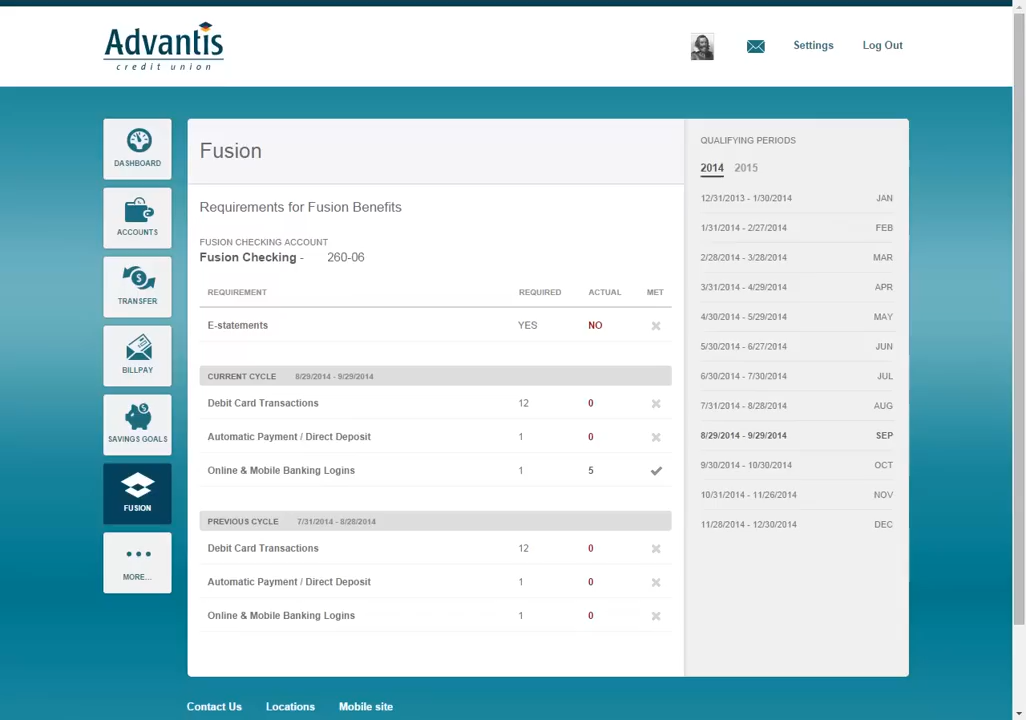 Advantis
credit union
Settings
Log Out
DASHBOARD
ACCOUNTS
TRANSFER
BILLPAY
SAVINGS GOALS
FUSION
MORE...
Fusion
Requirements for Fusion Benefits
FUSION CHECKING ACCOUNT
Fusion Checking - 260-06
REQUIREMENT REQUIRED ACTUAL MET
E-statements YES NO
CURRENT CYCLE 8/29/2014 - 9/29/2014
Debit Card Transactions 12 0
Automatic Payment / Direct Deposit 1 0
Online & Mobile Banking Logins 1 5
PREVIOUS CYCLE 7/31/2014 - 8/28/2014
Debit Card Transactions 12 0
Automatic Payment / Direct Deposit 1 0
Online & Mobile Banking Logins 1 0
QUALIFYING PERIODS
2014 2015
12/31/2013 - 1/30/2014 JAN
1/31/2014 - 2/27/2014 FEB
2/28/2014 - 3/28/2014 MAR
3/31/2014 - 4/29/2014 APR
4/30/2014 - 5/29/2014 MAY
5/30/2014 - 6/27/2014 JUN
6/30/2014 - 7/30/2014 JUL
7/31/2014 - 8/28/2014 AUG
8/29/2014 - 9/29/2014 SEP
9/30/2014 - 10/30/2014 OCT
10/31/2014 - 11/26/2014 NOV
11/28/2014 - 12/30/2014 DEC
Contact Us Locations Mobile site